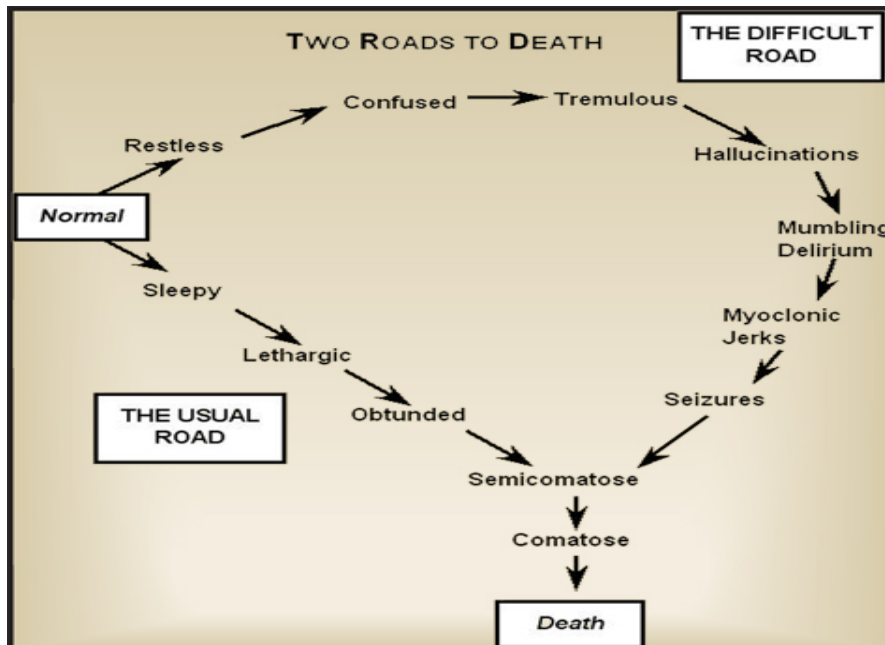 TWO ROADS TO DEATH
THE DIFFICULT
ROAD
Confused
Tremulous
Restless
Hallucinations
Normal
Mumbling
Delirium
Sleepy
Myoclonic
Jerks
Lethargic
Seizures
THE USUAL
ROAD
Obtunded
Semicomatose
Comatose
Death